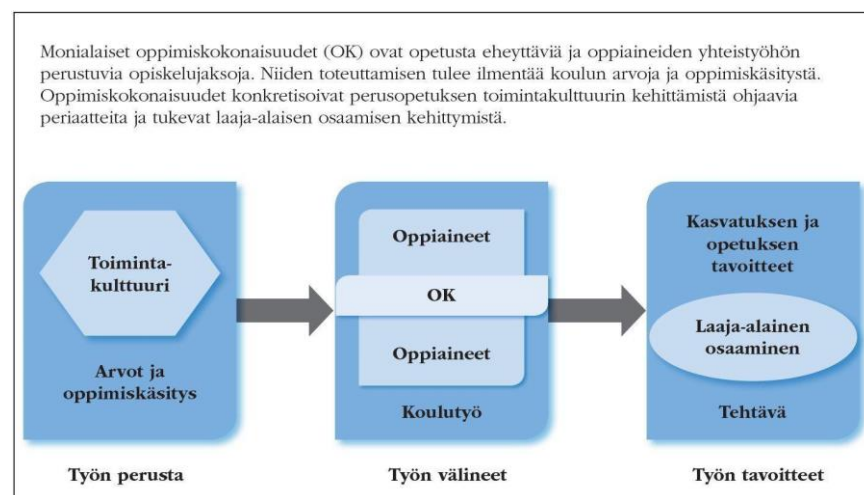 Monialaiset oppimiskokonaisuudet (OK) ovat opetusta eheyttäviä ja oppiaineiden yhteistyöhön
perustuvia opiskelujaksoja. Niiden toteuttamisen tulee ilmentää koulun arvoja ja oppimiskäsitystä.
Oppimiskokonaisuudet konkretisoivat perusopetuksen toimintakulttuurin kehittämistä ohjaavia
periaatteita ja tukevat laaja-alaisen osaamisen kehittymistä.
Toiminta-
kulttuuri
Arvot ja
oppimiskäsitys
Työn perusta
Oppiaineet
OK
Oppiaineet
Koulutyö
Työn välineet
Kasvatuksen ja
opetuksen
tavoitteet
Laaja-alainen
osaaminen
Tehtävä
Työn tavoitteet